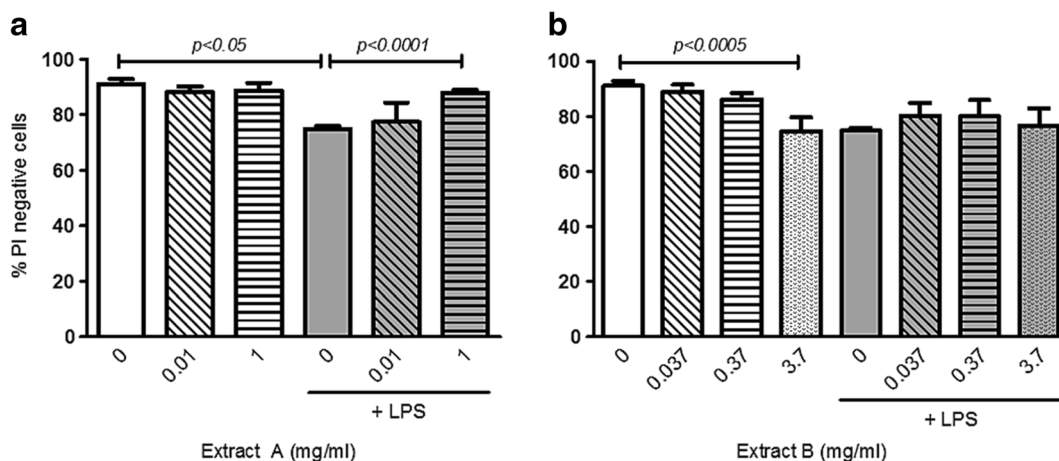 a
p<0.05
p<0.0001
% PI negative cells
100
80
60
40
20
0
0
0.01
1
0
0.01
1
+ LPS
Extract A (mg/ml)
b
p<0.0005
100
80
60
40
20
0
0
0.037
0.37
3.7
0
0.037
0.37
3.7
+ LPS
Extract B (mg/ml)